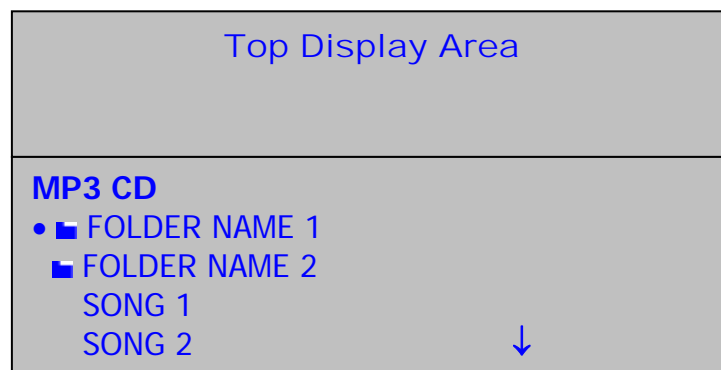 Top Display Area
MP3 CD
• FOLDER NAME 1
FOLDER NAME 2
SONG 1
SONG 2 ↓